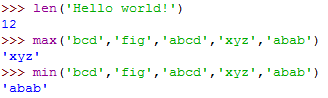 >>> len('Hello world!')
12
>>> max('bcd','fig','abcd','xyz','abab')
'xyz'
>>> min('bcd','fig','abcd','xyz','abab')
'abab'